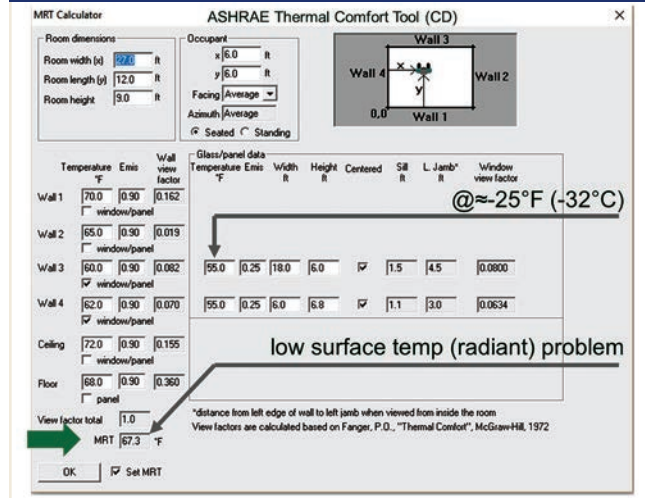 MRT Calculator
ASHRAE Thermal Comfort Tool (CD)
×
Room dimensions
Room width (x) 27.0 ft
Room length (y) 12.0 ft
Room height 9.0 ft
Occupant
x 6.0 ft
y 6.0 ft
Facing Average
Azimuth Average
Seated Standing
Wall 3
Wall 4
x
y
Wall 2
0,0
Wall 1
Temperature °F Emis Wall view factor
Glass/panel data
Temperature °F Emis Width ft Height ft Centered Sill ft L. Jamb* ft Window view factor
Wall 1 70.0 0.90 0.162
window/panel
@≈-25°F (-32°C)
Wall 2 65.0 0.90 0.019
window/panel
Wall 3 60.0 0.90 0.082 55.0 0.25 18.0 6.0 1.5 4.5 0.0800
window/panel
Wall 4 62.0 0.90 0.070 55.0 0.25 6.0 6.8 1.1 3.0 0.0634
window/panel
Ceiling 72.0 0.90 0.155
window/panel
low surface temp (radiant) problem
Floor 68.0 0.90 0.360
panel
View factor total 1.0
MRT 67.3 °F
*distance from left edge of wall to left jamb when viewed from inside the room
View factors are calculated based on Fanger, P.O., "Thermal Comfort", McGraw-Hill, 1972
OK Set MRT